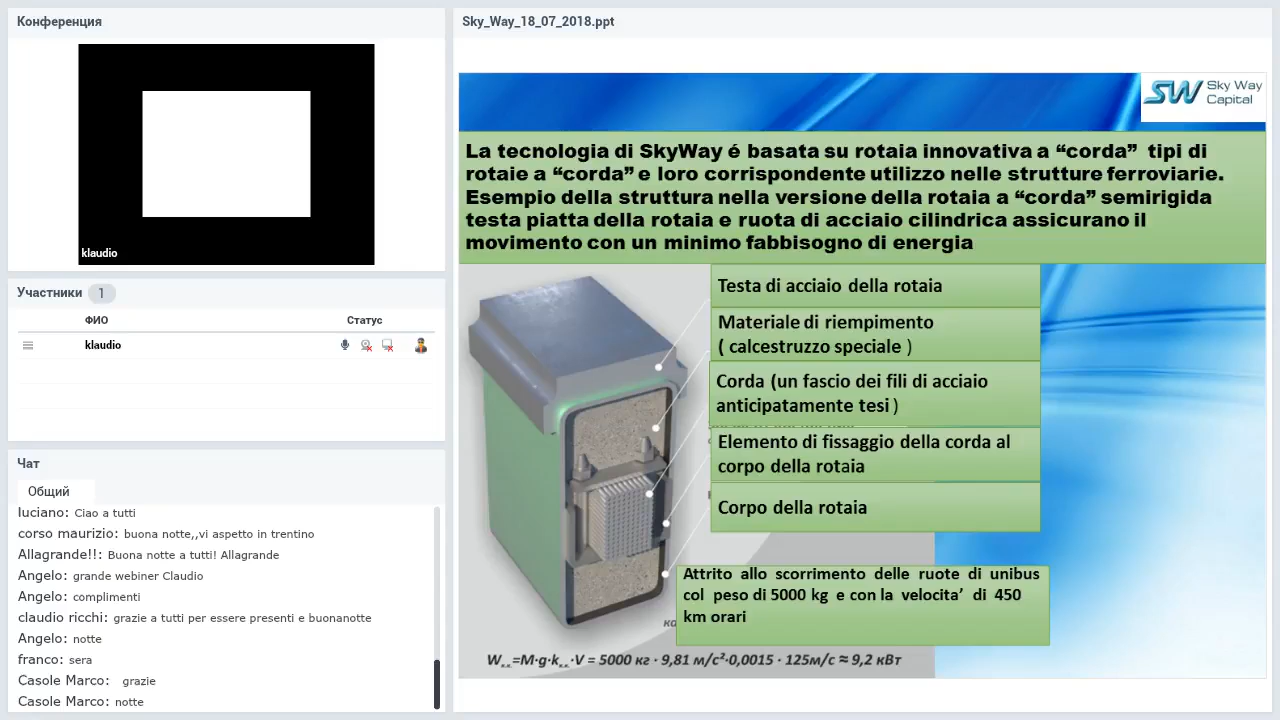 Конференция
klaudio
Участники 1
ФИО Статус
klaudio
Чат
Общий
luciano: Ciao a tutti
corso maurizio: buona notte,,vi aspetto in trentino
Allagrande!!: Buona notte a tutti! Allagrande
Angelo: grande webiner Claudio
Angelo: complimenti
claudio ricchi: grazie a tutti per essere presenti e buonanotte
Angelo: notte
franco: sera
Casole Marco: grazie
Casole Marco: notte
Sky_Way_18_07_2018.ppt
SW Sky Way
Capital
La tecnologia di SkyWay é basata su rotaia innovativa a “corda” tipi di
rotaie a “corda” e loro corrispondente utilizzo nelle strutture ferroviarie.
Esempio della struttura nella versione della rotaia a “corda” semirigida
testa piatta della rotaia e ruota di acciaio cilindrica assicurano il
movimento con un minimo fabbisogno di energia
Testa di acciaio della rotaia
Materiale di riempimento
( calcestruzzo speciale )
Corda (un fascio dei fili di acciaio
anticipatamente tesi )
Elemento di fissaggio della corda al
corpo della rotaia
Corpo della rotaia
Attrito allo scorrimento delle ruote di unibus
col peso di 5000 kg e con la velocita’ di 450
km orari
W к.к.=M·g·k к.к.·V = 5000 кг · 9,81 м/с²·0,0015 · 125м/с ≈ 9,2 кВт